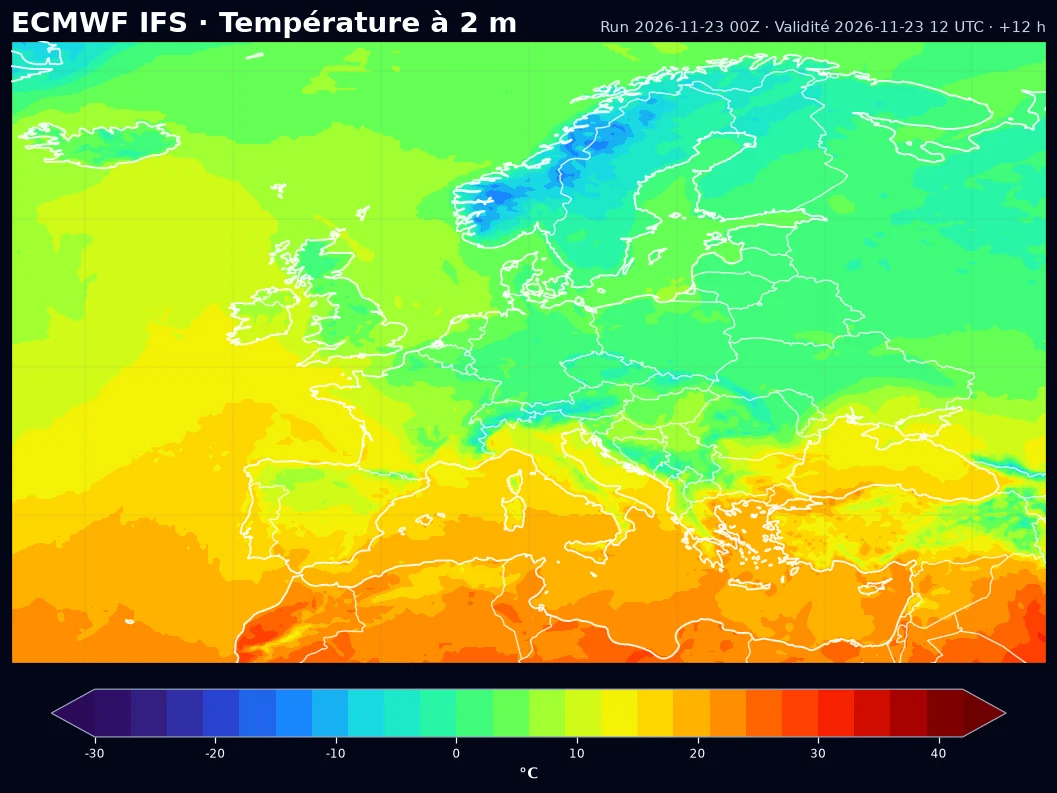 ECMWF IFS · Température à 2 m
Run 2026-11-23 00Z · Validité 2026-11-23 12 UTC · +12 h
-30 -20 -10 0 10 20 30 40
°C